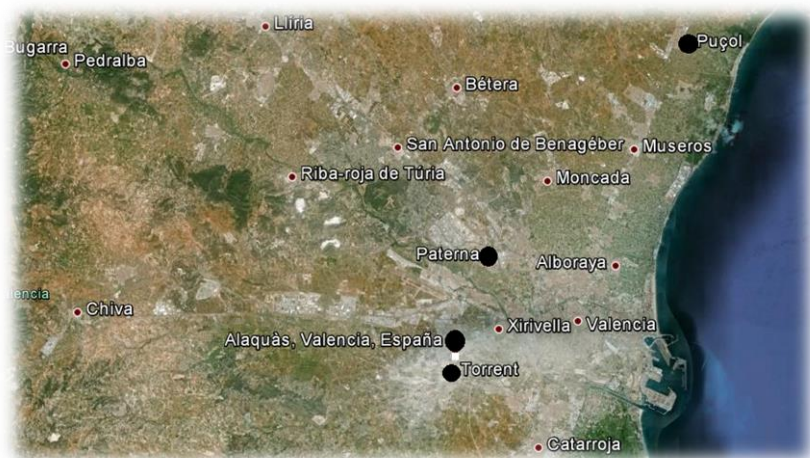 Llíria
Puçol
Bugarra
Pedralba
Bétera
San Antonio de Benagéber
Museros
Riba-roja de Túria
Moncada
Paterna
Alboraya
encia
Chiva
Xirivella
Valencia
Alaquàs, Valencia, España
Torrent
Catarroja